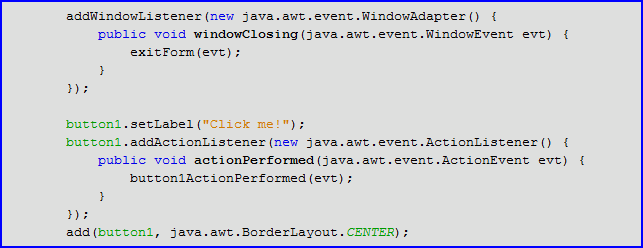 addWindowListener(new java.awt.event.WindowAdapter() {
public void windowClosing(java.awt.event.WindowEvent evt) {
exitForm(evt);
}
});
button1.setLabel("Click me!");
button1.addActionListener(new java.awt.event.ActionListener() {
public void actionPerformed(java.awt.event.ActionEvent evt) {
button1ActionPerformed(evt);
}
});
add(button1, java.awt.BorderLayout.CENTER);